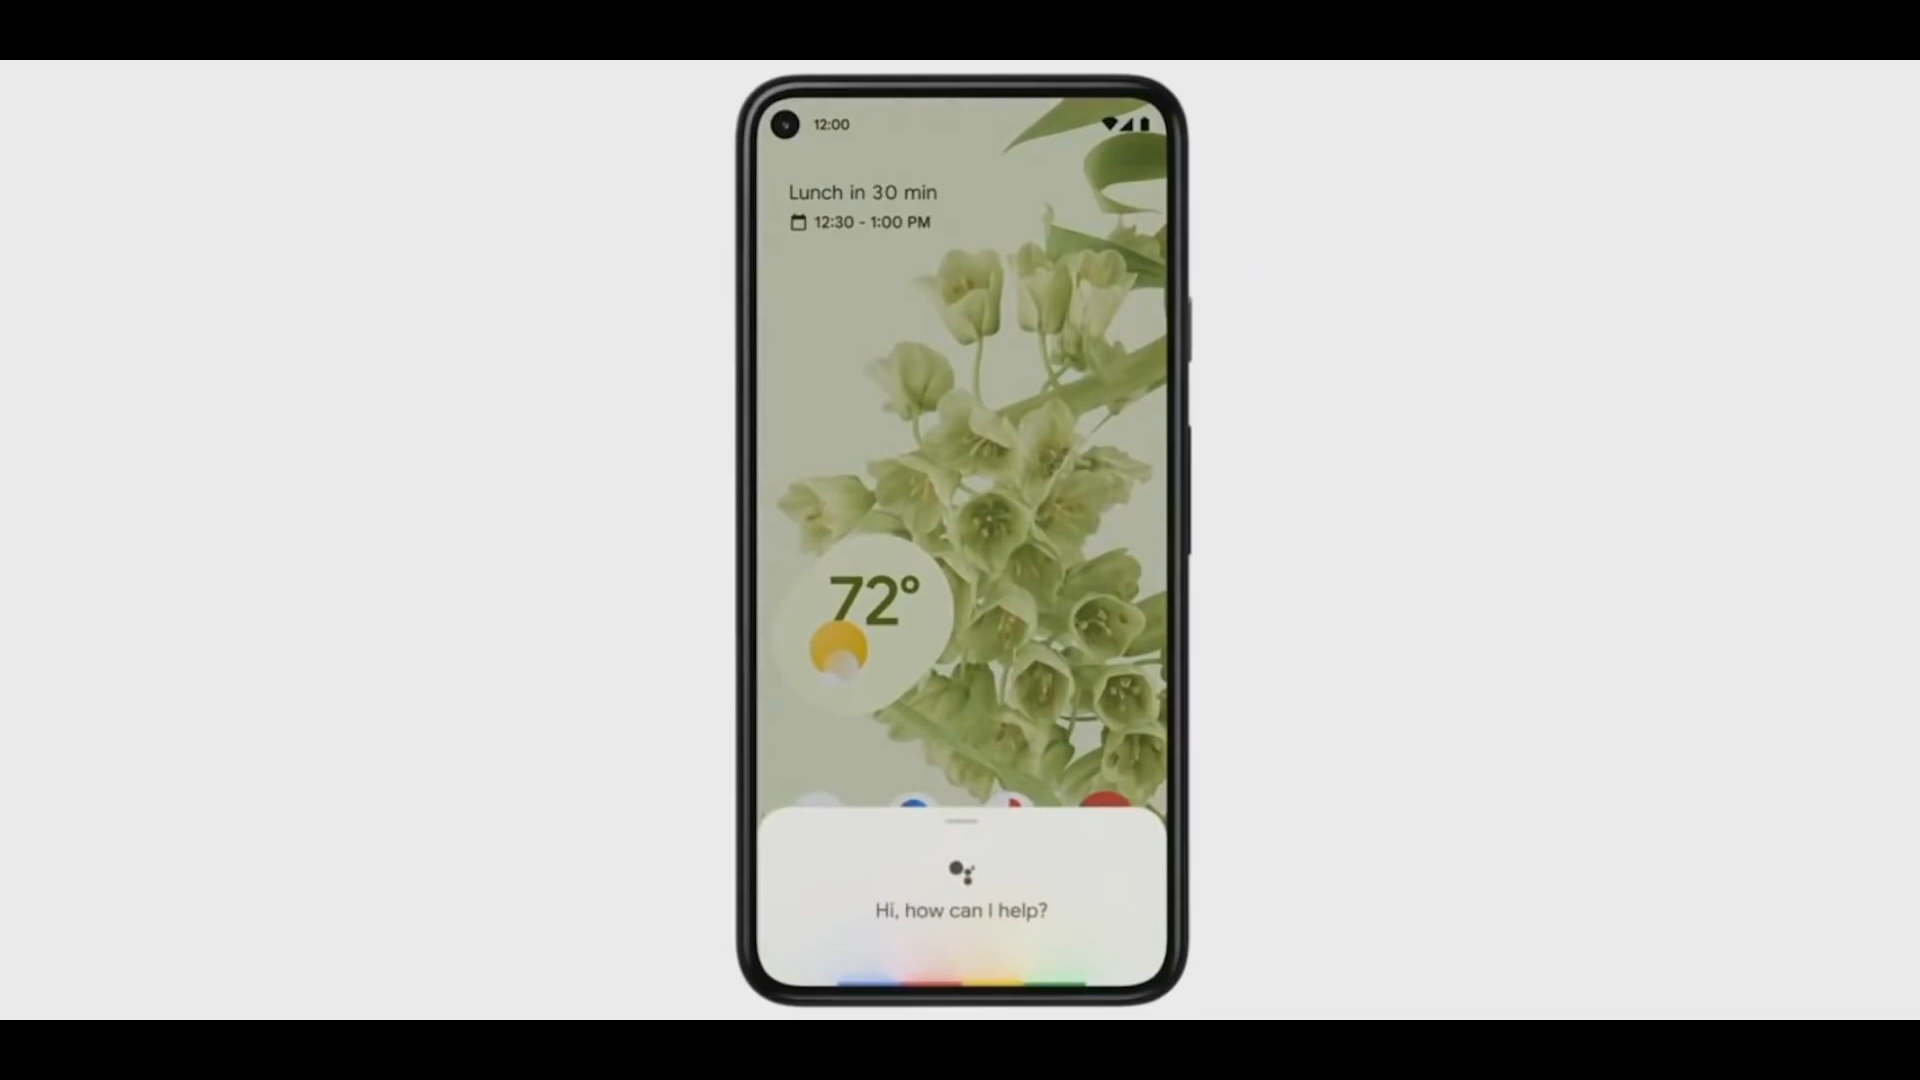 12:00
Lunch in 30 min
12:30 - 1:00 PM
72°
Hi, how can I help?